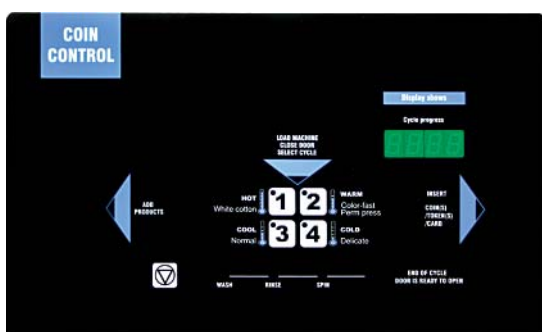 COIN
CONTROL
Display shows
Cycle progress
LOAD MACHINE
CLOSE DOOR
SELECT CYCLE
ADD
PRODUCTS
HOT
White cotton
1
2
WARM
Color-fast
Perm press
INSERT
COIN(S)
/TOKEN(S)
/CARD
COOL
Normal
3
4
COLD
Delicate
WASH
RINSE
SPIN
END OF CYCLE
DOOR IS READY TO OPEN